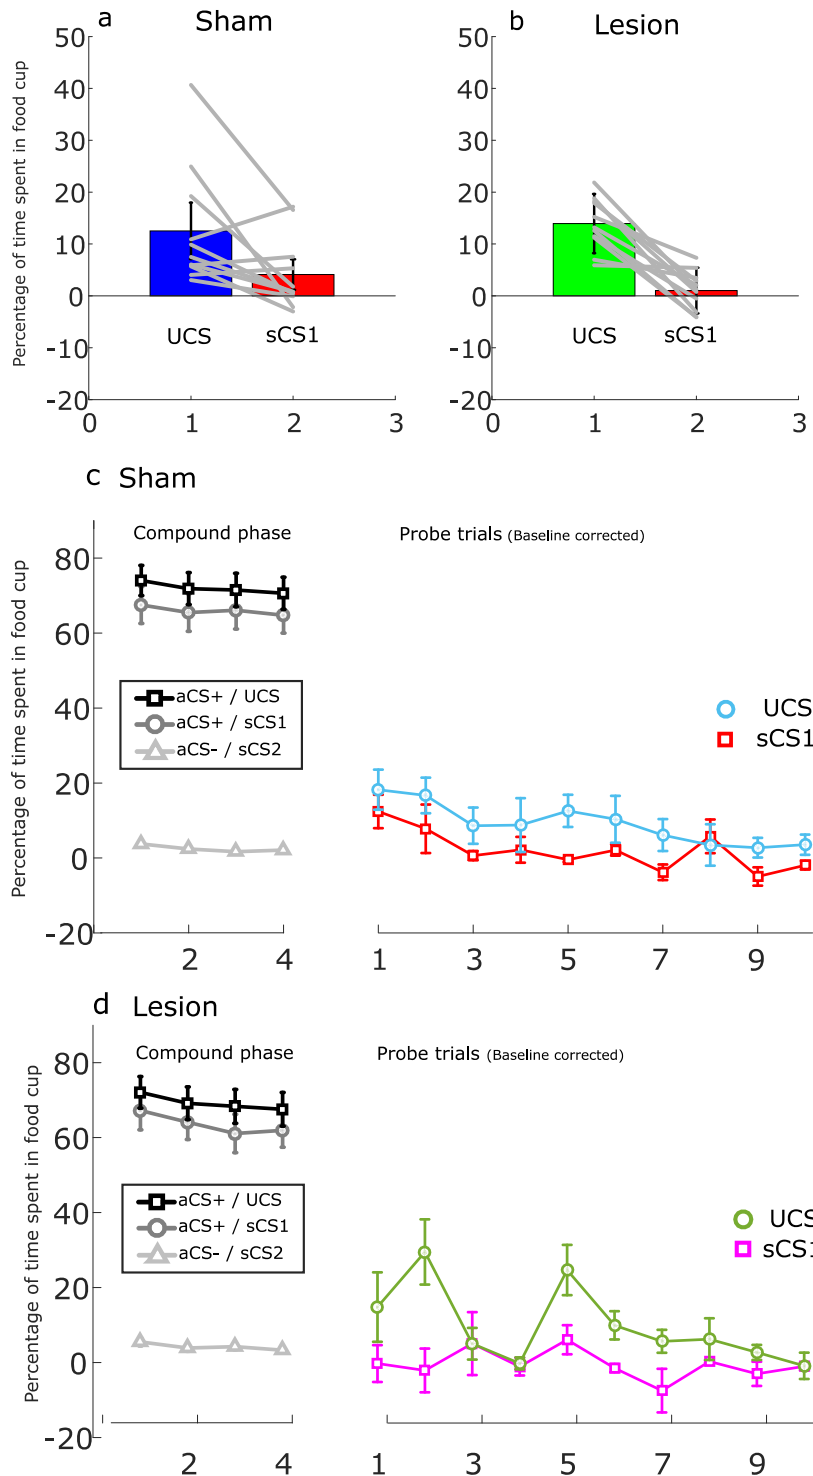 a Sham
b Lesion
Percentage of time spent in food cup
50
40
30
20
10
0
-10
-20
UCS sCS1
0 1 2 3
50
40
30
20
10
0
-10
-20
UCS sCS1
0 1 2 3
c Sham
Compound phase
Probe trials (Baseline corrected)
Percentage of time spent in food cup
80
60
40
20
0
-20
aCS+ / UCS
aCS+ / sCS1
aCS- / sCS2
UCS
sCS1
2 4 1 3 5 7 9
d Lesion
Compound phase
Probe trials (Baseline corrected)
Percentage of time spent in food cup
80
60
40
20
0
-20
aCS+ / UCS
aCS+ / sCS1
aCS- / sCS2
UCS
sCS1
2 4 1 3 5 7 9